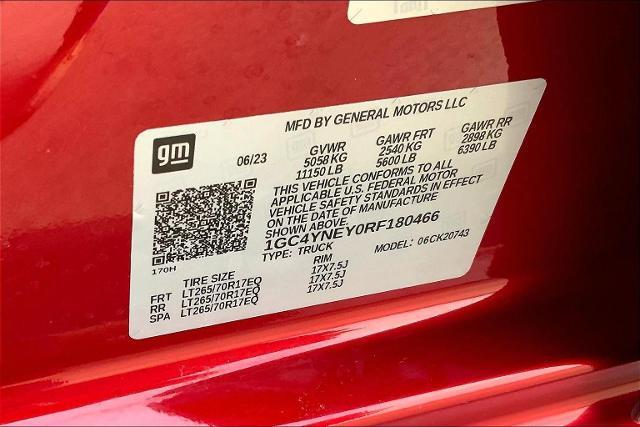 gm
MFD BY GENERAL MOTORS LLC
06/23
GVWR GAWR FRT GAWR RR
5058 KG 2540 KG 2898 KG
11150 LB 5600 LB 6390 LB
THIS VEHICLE CONFORMS TO ALL
APPLICABLE U.S. FEDERAL MOTOR
VEHICLE SAFETY STANDARDS IN EFFECT
ON THE DATE OF MANUFACTURE
SHOWN ABOVE.
1GC4YNEY0RF180466
TYPE: TRUCK MODEL: 06CK20743
170H
TIRE SIZE RIM
FRT LT265/70R17EQ 17X7.5J
RR LT265/70R17EQ 17X7.5J
SPA LT265/70R17EQ 17X7.5J